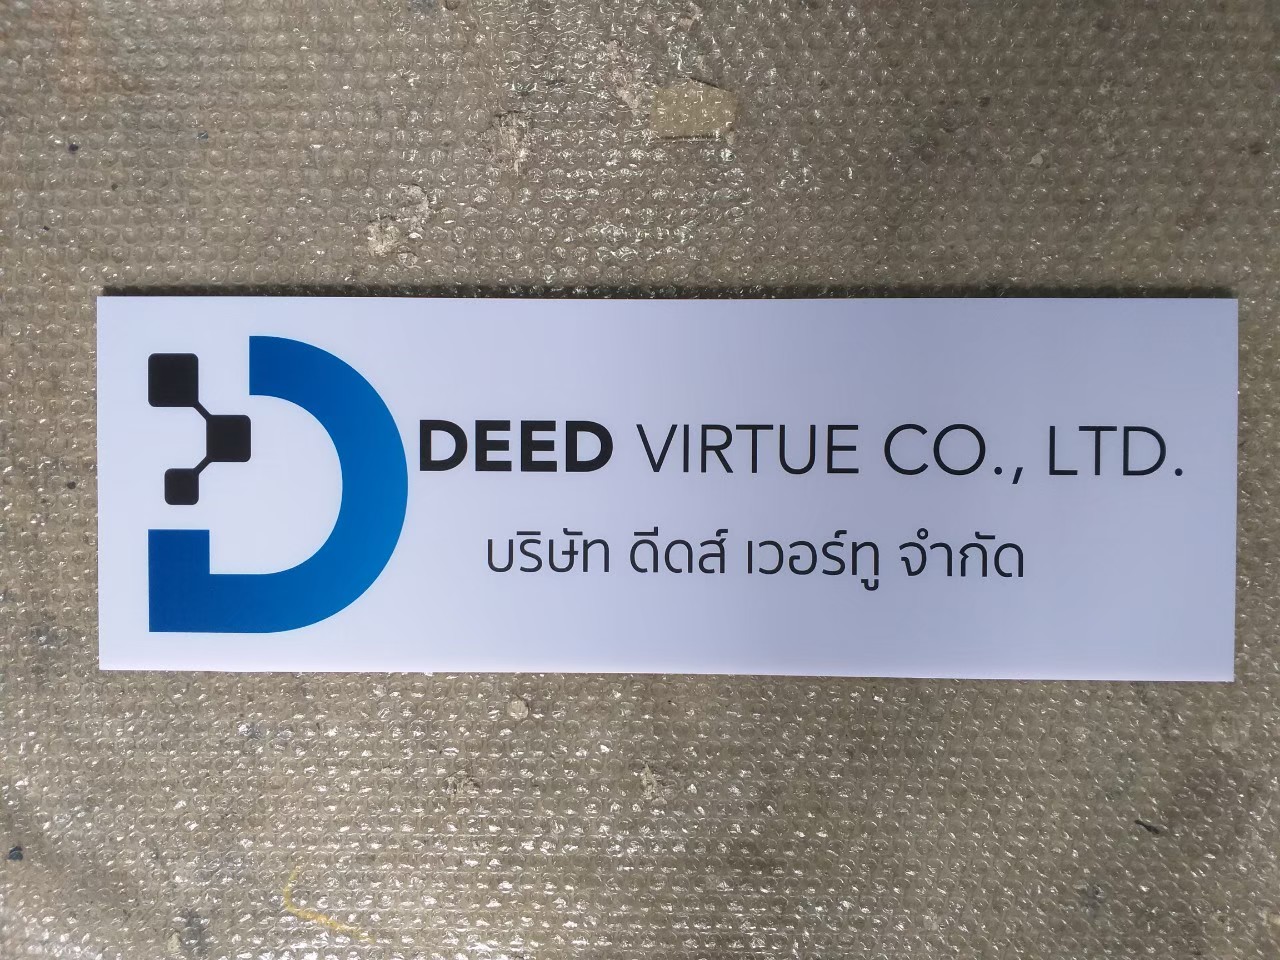 DEED VIRTUE CO., LTD.
บริษัท ดีดส์ เวอร์ทู จำกัด